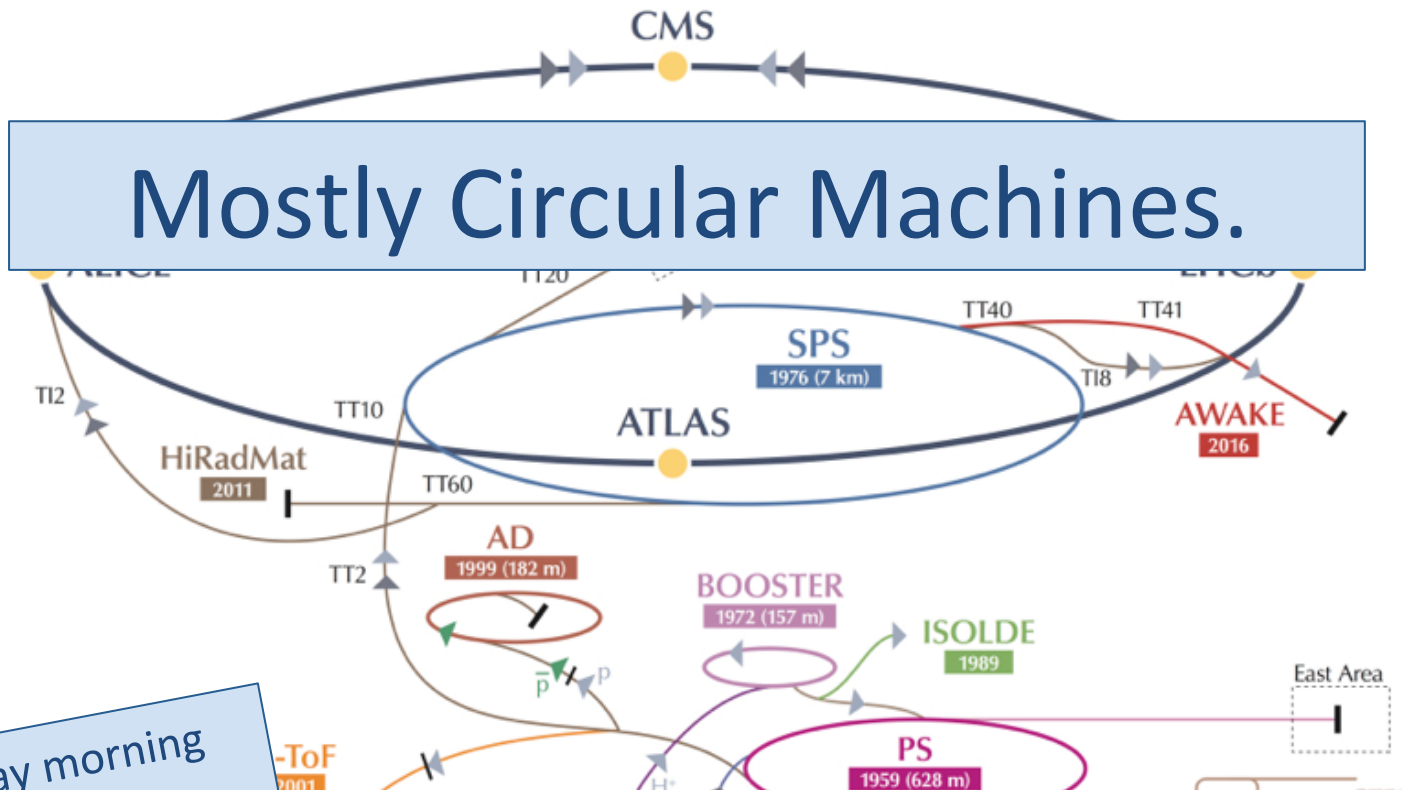 CMS
Mostly Circular Machines.
TT20
TT40
TT41
SPS
1976 (7 km)
TI8
TI2
TT10
ATLAS
AWAKE
2016
HiRadMat
2011
TT60
AD
1999 (182 m)
TT2
BOOSTER
1972 (157 m)
ISOLDE
1989
p
p̅
East Area
morning
-ToF
2001
PS
1959 (628 m)